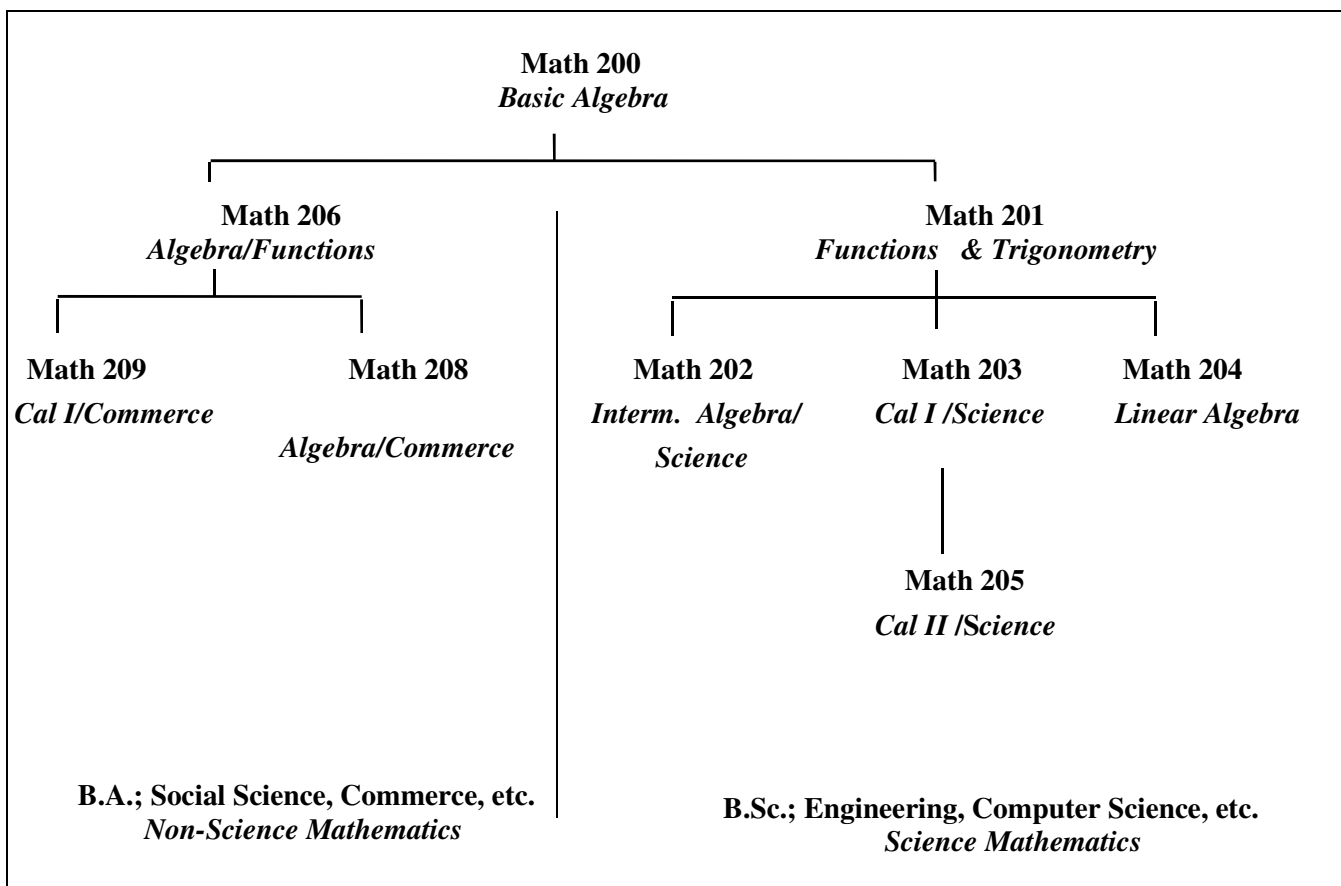 Math 200
Basic Algebra
Math 206
Algebra/Functions
Math 201
Functions & Trigonometry
Math 209
Cal I/Commerce
Math 208
Algebra/Commerce
Math 202
Interm. Algebra/
Science
Math 203
Cal I /Science
Math 204
Linear Algebra
Math 205
Cal II /Science
B.A.; Social Science, Commerce, etc.
Non-Science Mathematics
B.Sc.; Engineering, Computer Science, etc.
Science Mathematics